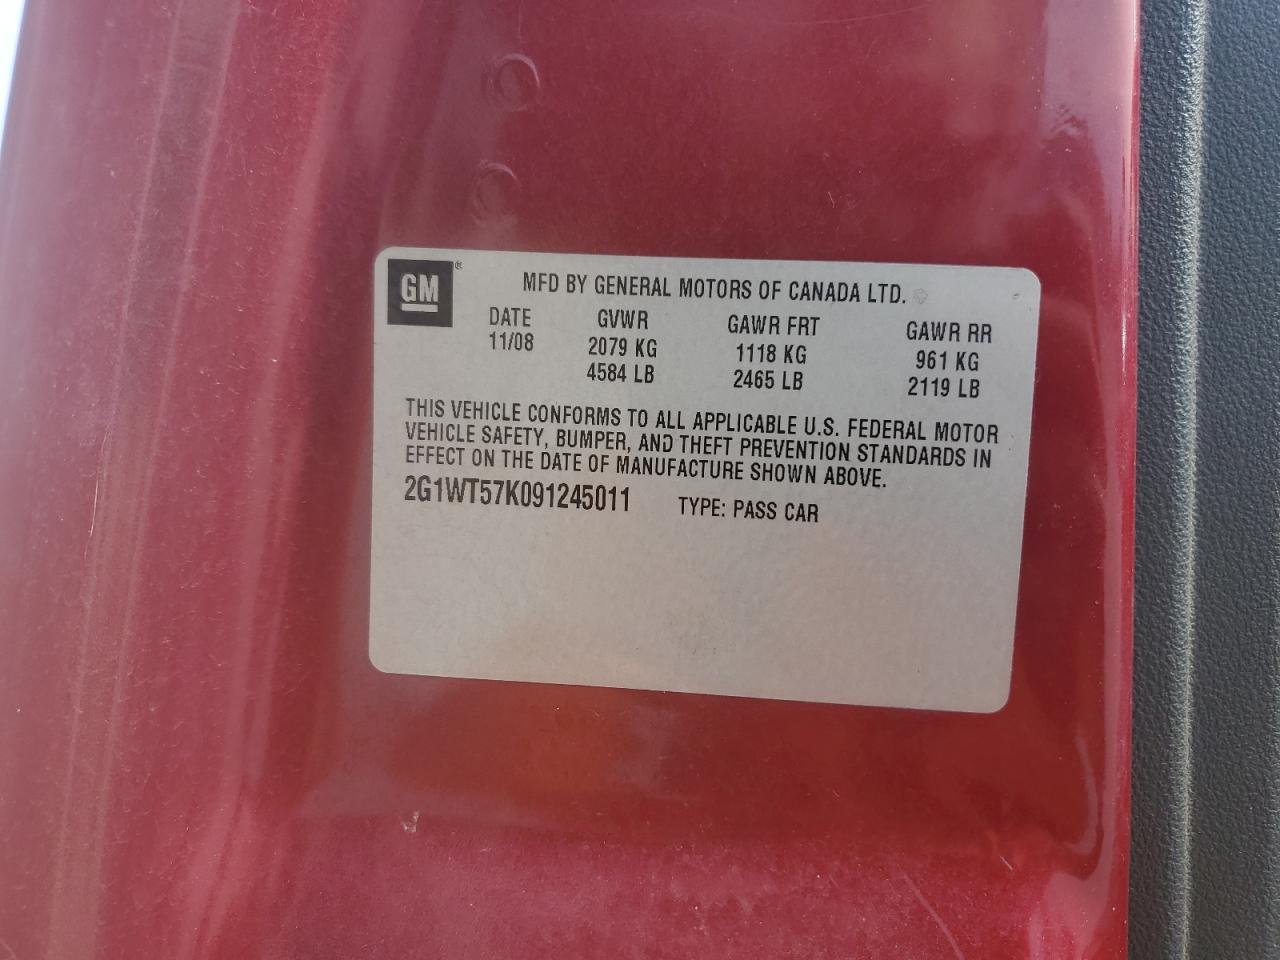 GM®
MFD BY GENERAL MOTORS OF CANADA LTD.
DATE GVWR GAWR FRT GAWR RR
11/08 2079 KG 1118 KG 961 KG
4584 LB 2465 LB 2119 LB
THIS VEHICLE CONFORMS TO ALL APPLICABLE U.S. FEDERAL MOTOR
VEHICLE SAFETY, BUMPER, AND THEFT PREVENTION STANDARDS IN
EFFECT ON THE DATE OF MANUFACTURE SHOWN ABOVE.
2G1WT57K091245011 TYPE: PASS CAR